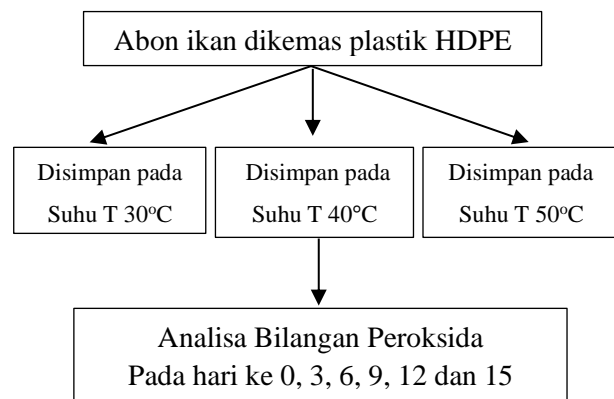 Abon ikan dikemas plastik HDPE
Disimpan pada
Suhu T 30°C
Disimpan pada
Suhu T 40°C
Disimpan pada
Suhu T 50°C
Analisa Bilangan Peroksida
Pada hari ke 0, 3, 6, 9, 12 dan 15